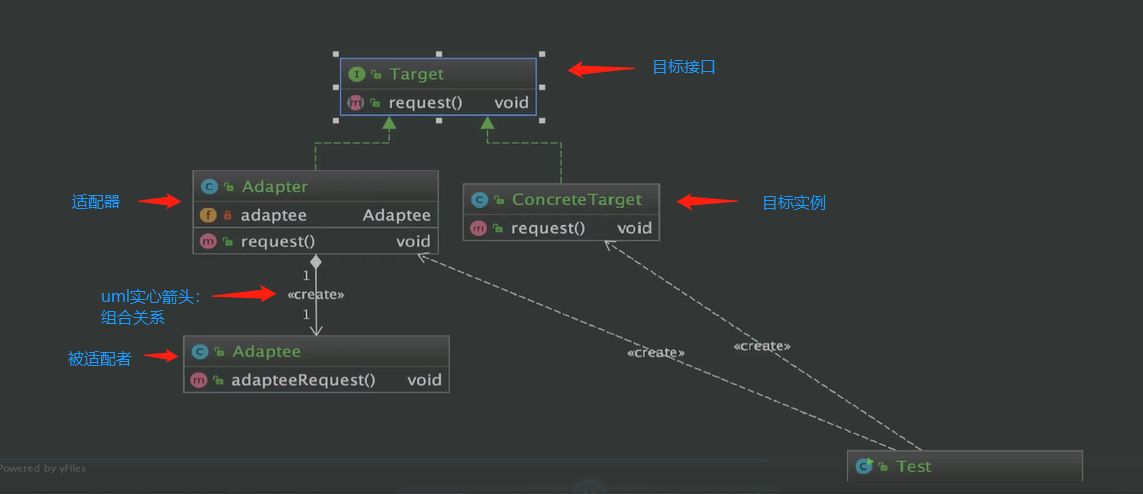 Target
目标接口
request() void
Adapter
适配器
adaptee Adaptee
request() void
ConcreteTarget
目标实例
request() void
1
uml实心箭头：
组合关系
«create»
1
Adaptee
被适配者
adapteeRequest() void
«create»
«create»
Test
Powered by yFiles